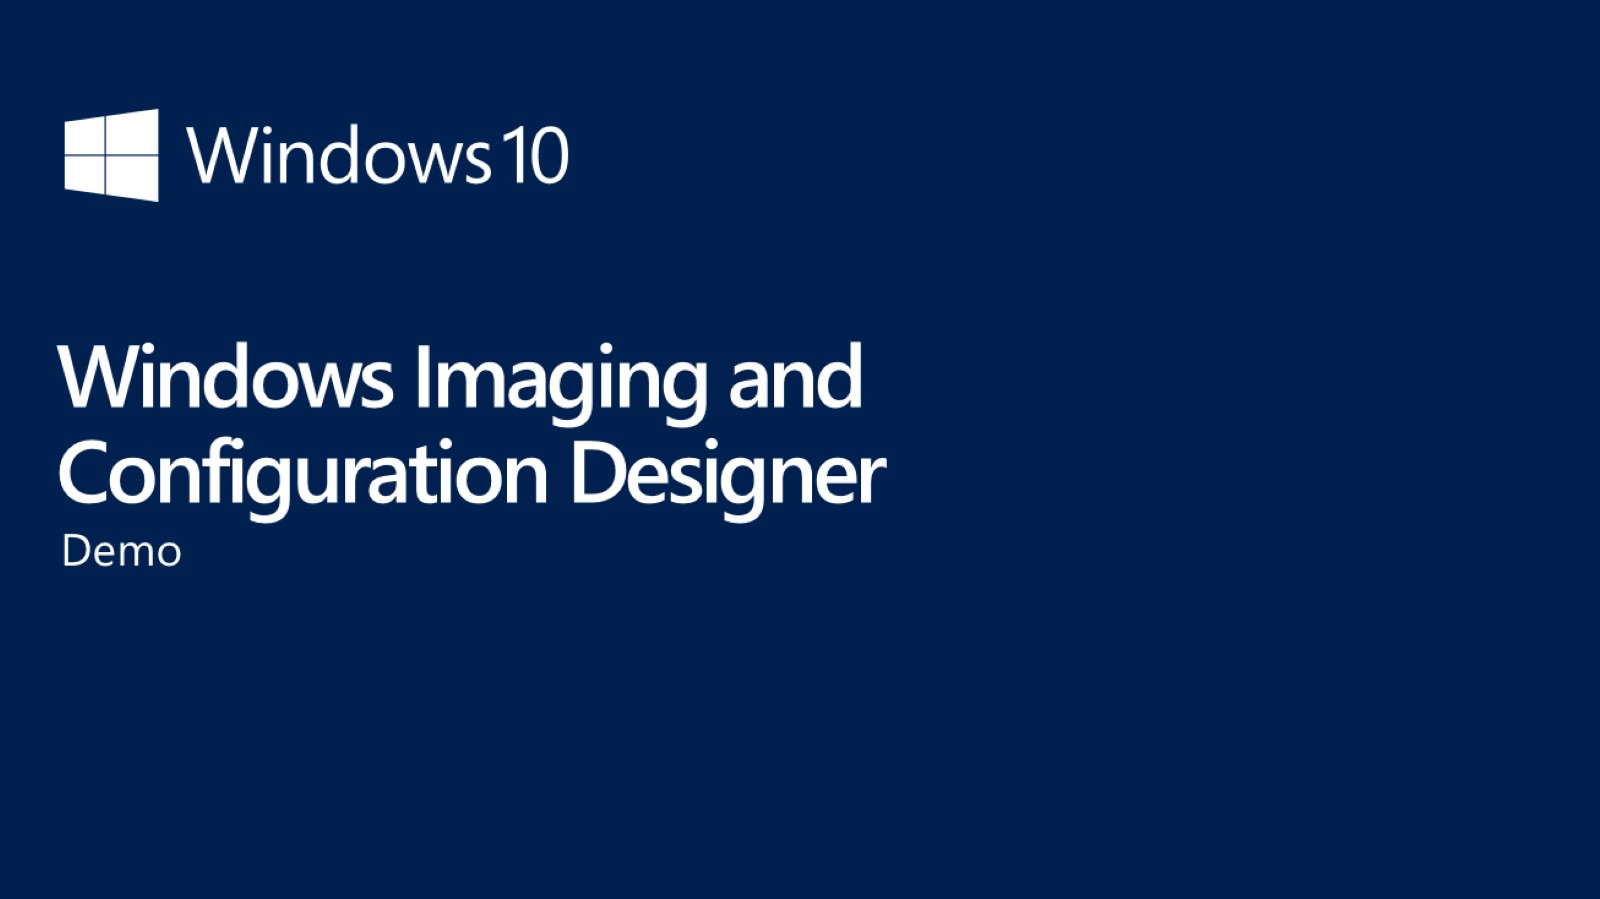 Windows 10
Windows Imaging and
Configuration Designer
Demo